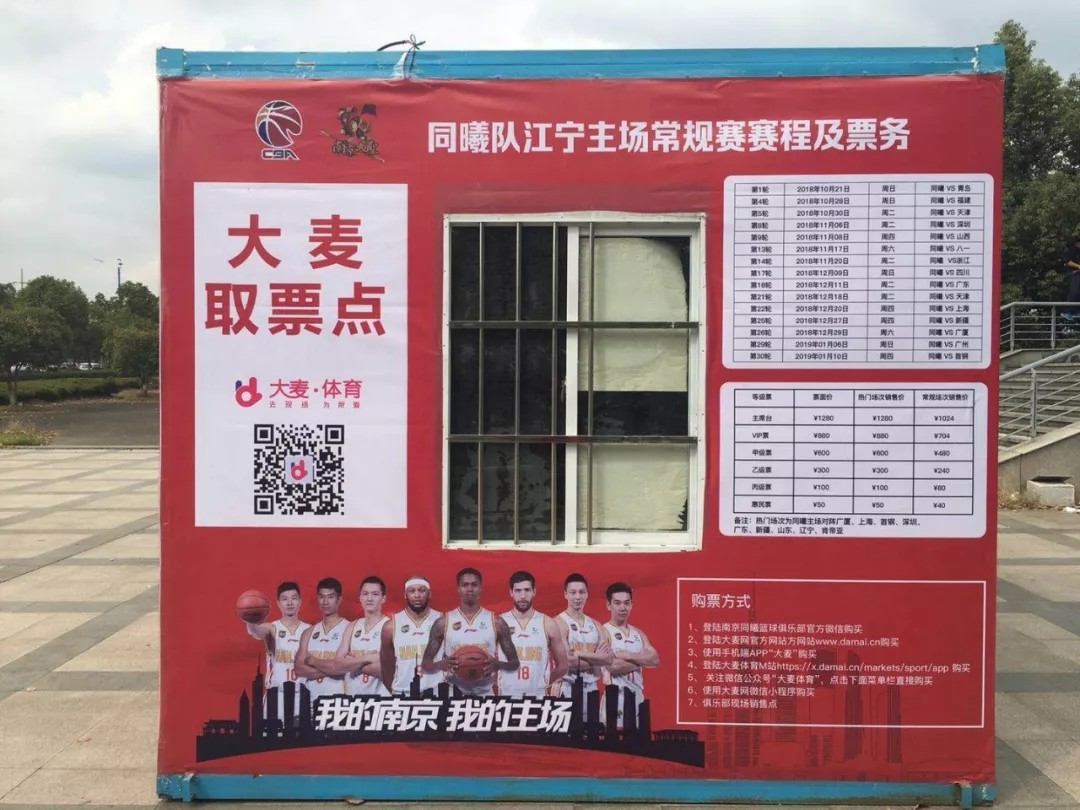 CBA
同曦队江宁主场常规赛赛程及票务
大麦
取票点
大麦·体育
去现场 为所爱
第1轮 2018年10月21日 周日 同曦 VS 青岛
第4轮 2018年10月28日 周日 同曦 VS 福建
第5轮 2018年10月30日 周二 同曦 VS 天津
第8轮 2018年11月06日 周二 同曦 VS 深圳
第9轮 2018年11月08日 周四 同曦 VS 山西
第13轮 2018年11月17日 周六 同曦 VS 八一
第14轮 2018年11月20日 周二 同曦 VS浙江
第17轮 2018年12月09日 周日 同曦 VS 四川
第18轮 2018年12月11日 周二 同曦 VS 广东
第21轮 2018年12月18日 周二 同曦 VS 天津
第22轮 2018年12月20日 周四 同曦 VS 上海
第25轮 2018年12月27日 周四 同曦 VS 新疆
第26轮 2018年12月29日 周六 同曦 VS 广厦
第29轮 2019年01月06日 周日 同曦 VS 广州
第30轮 2019年01月10日 周四 同曦 VS 首钢
等级票 票面价 热门场次销售价 常规场次销售价
主席台 ¥1280 ¥1280 ¥1024
VIP票 ¥880 ¥880 ¥704
甲级票 ¥600 ¥600 ¥480
乙级票 ¥300 ¥300 ¥240
丙级票 ¥100 ¥100 ¥80
惠民票 ¥50 ¥50 ¥40
备注：热门场次为同曦主场对阵广厦、上海、首钢、深圳、
广东、新疆、山东、辽宁、肯帝亚
购票方式
1、登陆南京同曦篮球俱乐部官方微信购买
2、登陆大麦网官方网站方网站www.damai.cn购买
3、使用手机端APP“大麦”购买
4、登陆大麦体育M站https://x.damai.cn/markets/sport/app 购买
5、 关注微信公众号“大麦体育”、点击下面菜单栏直接购买
6、使用大麦网微信小程序购买
7、俱乐部现场销售点
18
我的南京 我的主场